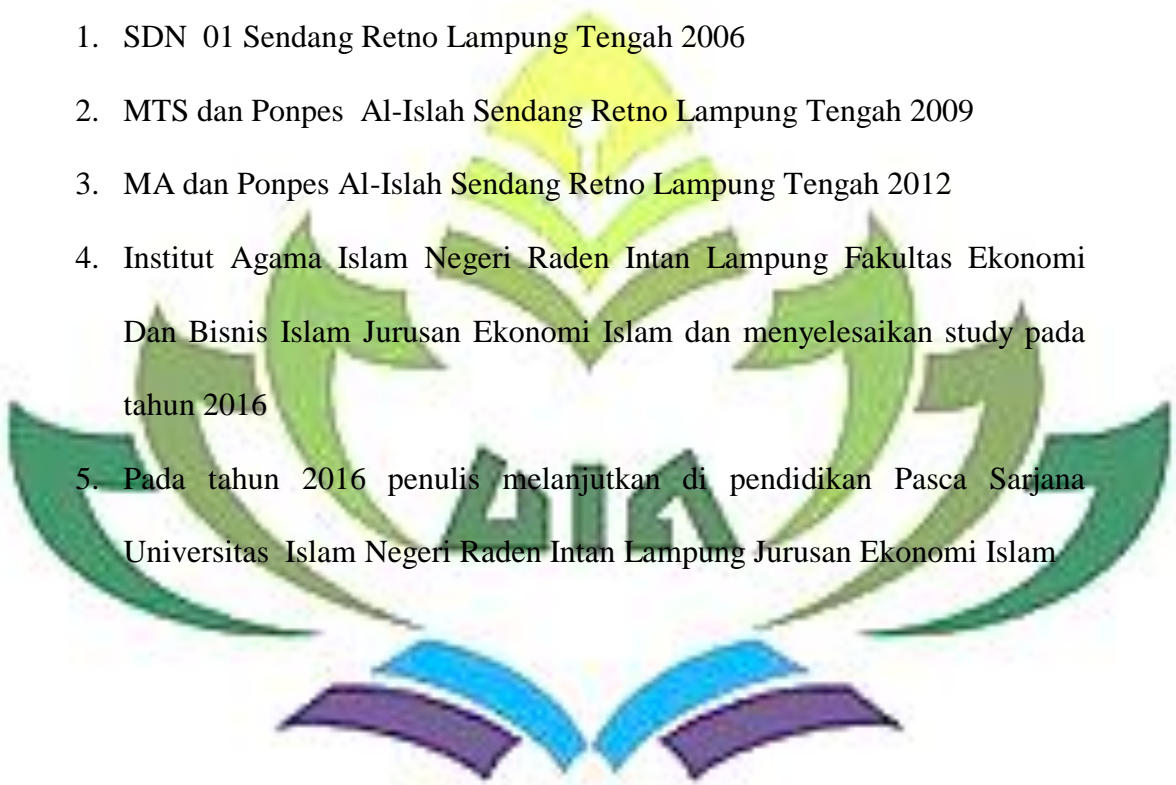 1. SDN 01 Sendang Retno Lampung Tengah 2006
2. MTS dan Ponpes Al-Islah Sendang Retno Lampung Tengah 2009
3. MA dan Ponpes Al-Islah Sendang Retno Lampung Tengah 2012
4. Institut Agama Islam Negeri Raden Intan Lampung Fakultas Ekonomi
Dan Bisnis Islam Jurusan Ekonomi Islam dan menyelesaikan study pada
tahun 2016
5. Pada tahun 2016 penulis melanjutkan di pendidikan Pasca Sarjana
Universitas Islam Negeri Raden Intan Lampung Jurusan Ekonomi Islam